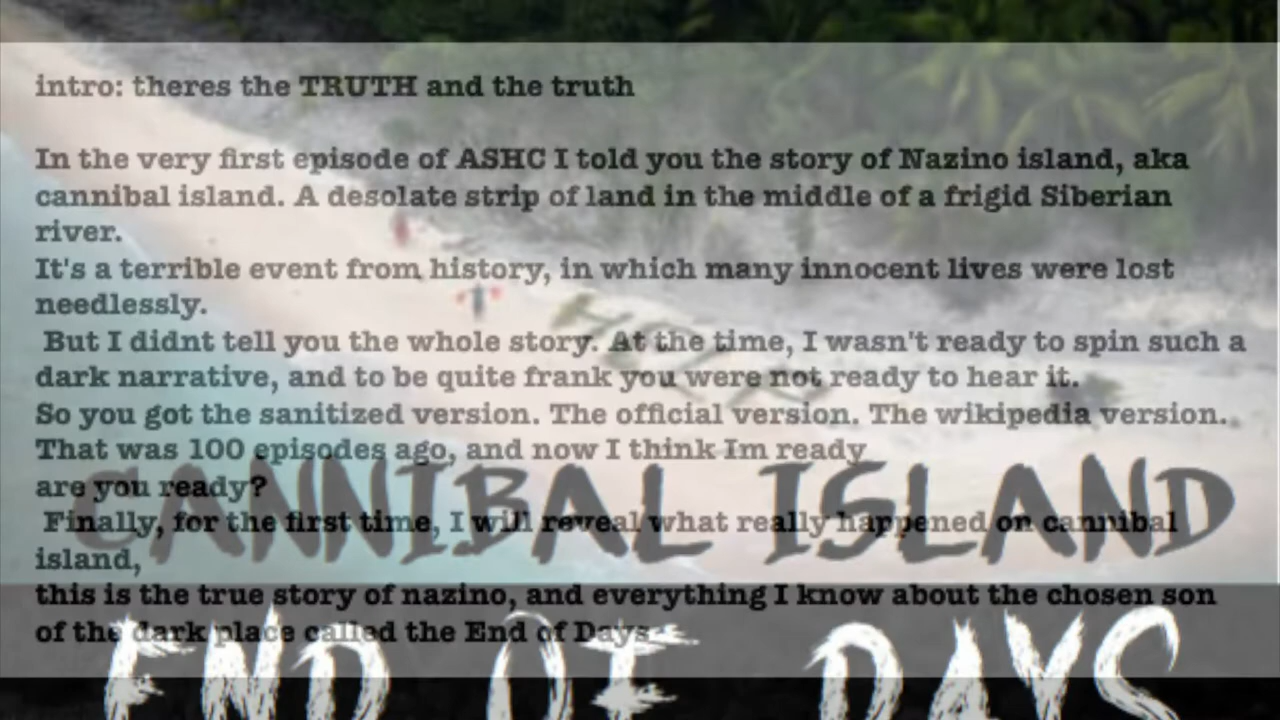 intro: theres the TRUTH and the truth
In the very first episode of ASHC I told you the story of Nazino island, aka
cannibal island. A desolate strip of land in the middle of a frigid Siberian
river.
It's a terrible event from history, in which many innocent lives were lost
needlessly.
But I didnt tell you the whole story. At the time, I wasn't ready to spin such a
dark narrative, and to be quite frank you were not ready to hear it.
So you got the sanitized version. The official version. The wikipedia version.
That was 100 episodes ago, and now I think Im ready
are you ready?
Finally, for the first time, I will reveal what really happened on cannibal
island,
this is the true story of nazino, and everything I know about the chosen son
of the dark place called the End of Days.
HELP
CANNIBAL ISLAND
END OF DAYS